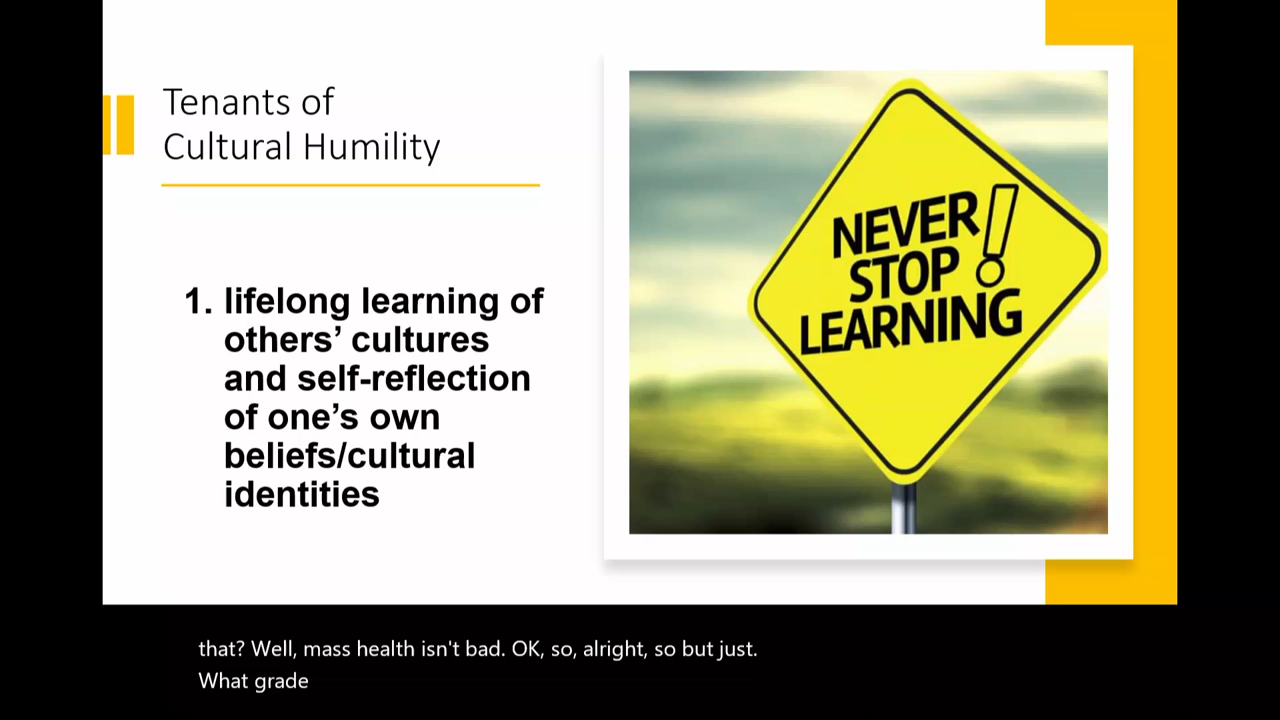 Tenants of
Cultural Humility
1. lifelong learning of
others’ cultures
and self-reflection
of one’s own
beliefs/cultural
identities
NEVER
STOP
LEARNING!
that? Well, mass health isn't bad. OK, so, alright, so but just.
What grade